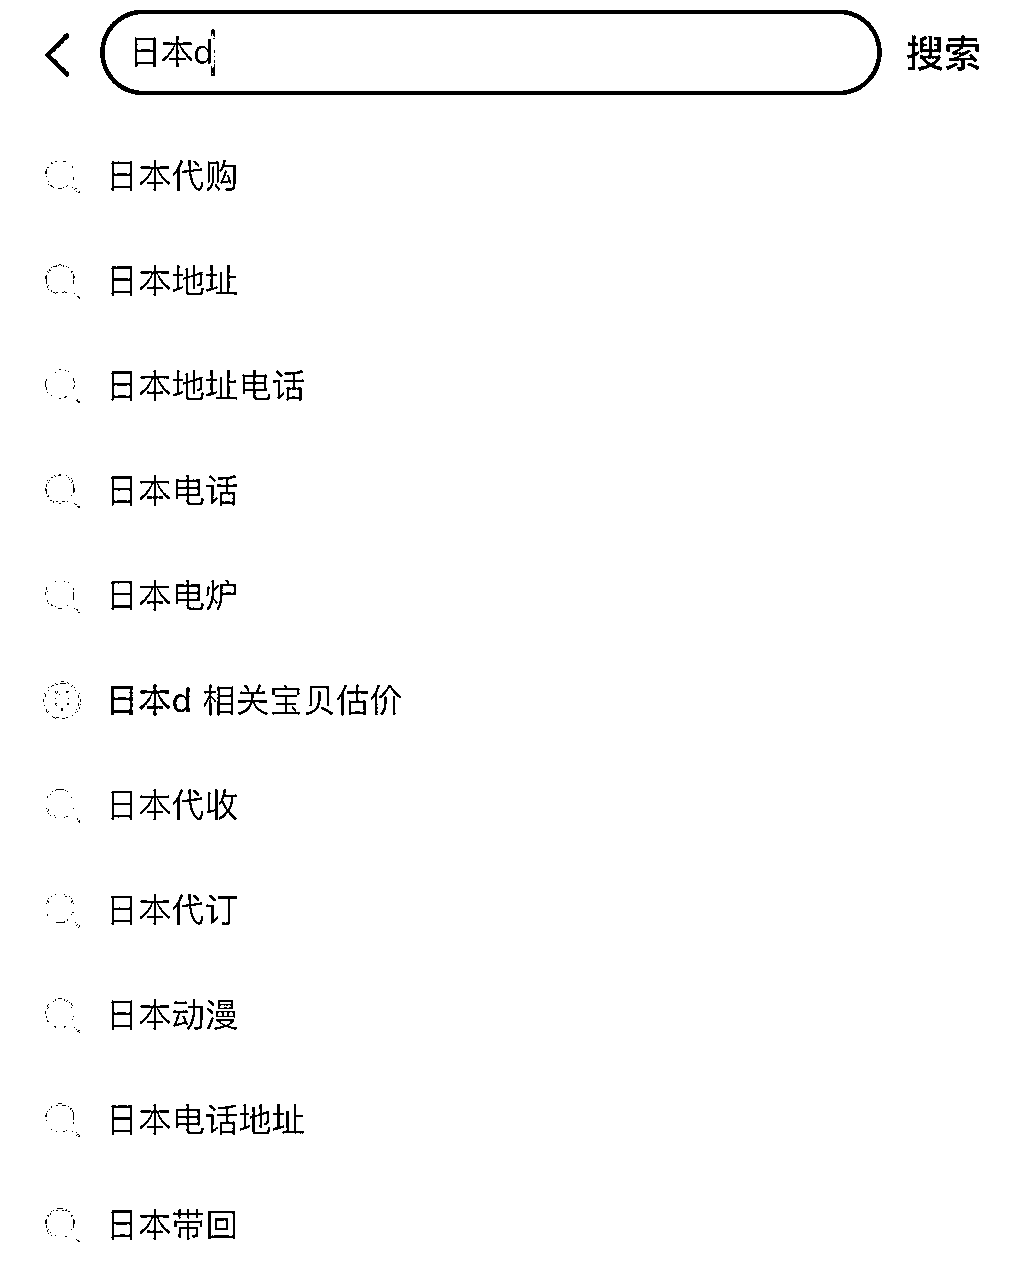 日本d 搜索
日本代购
日本地址
日本地址电话
日本电话
日本电炉
日本d 相关宝贝估价
日本代收
日本代订
日本动漫
日本电话地址
日本带回